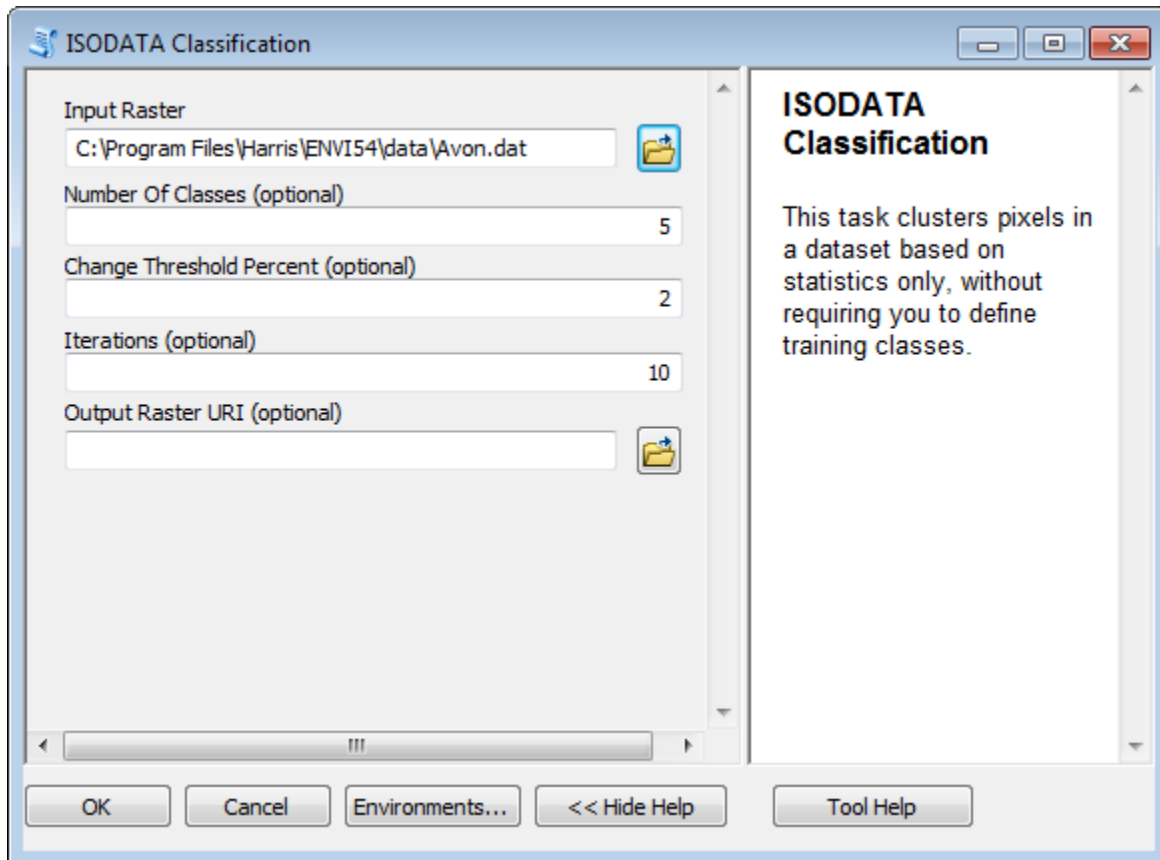 ISODATA Classification
Input Raster
C:\Program Files\Harris\ENVI54\data\Avon.dat
Number Of Classes (optional)
5
Change Threshold Percent (optional)
2
Iterations (optional)
10
Output Raster URI (optional)
ISODATA
Classification
This task clusters pixels in
a dataset based on
statistics only, without
requiring you to define
training classes.
OK
Cancel
Environments...
<< Hide Help
Tool Help